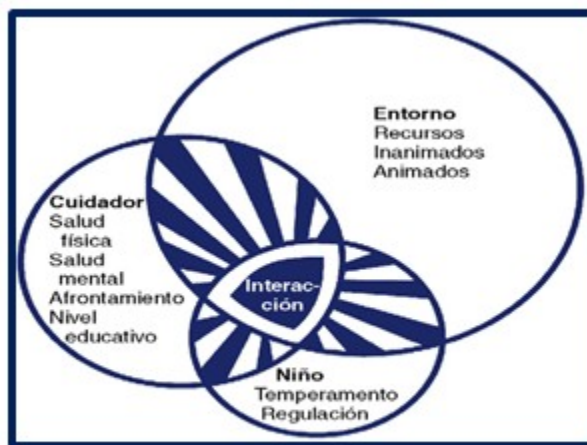 Entorno
Recursos
Inanimados
Animados
Cuidador
Salud
física
Salud
mental
Afrontamiento
Nivel
educativo
Interac-
ción
Niño
Temperamento
Regulación